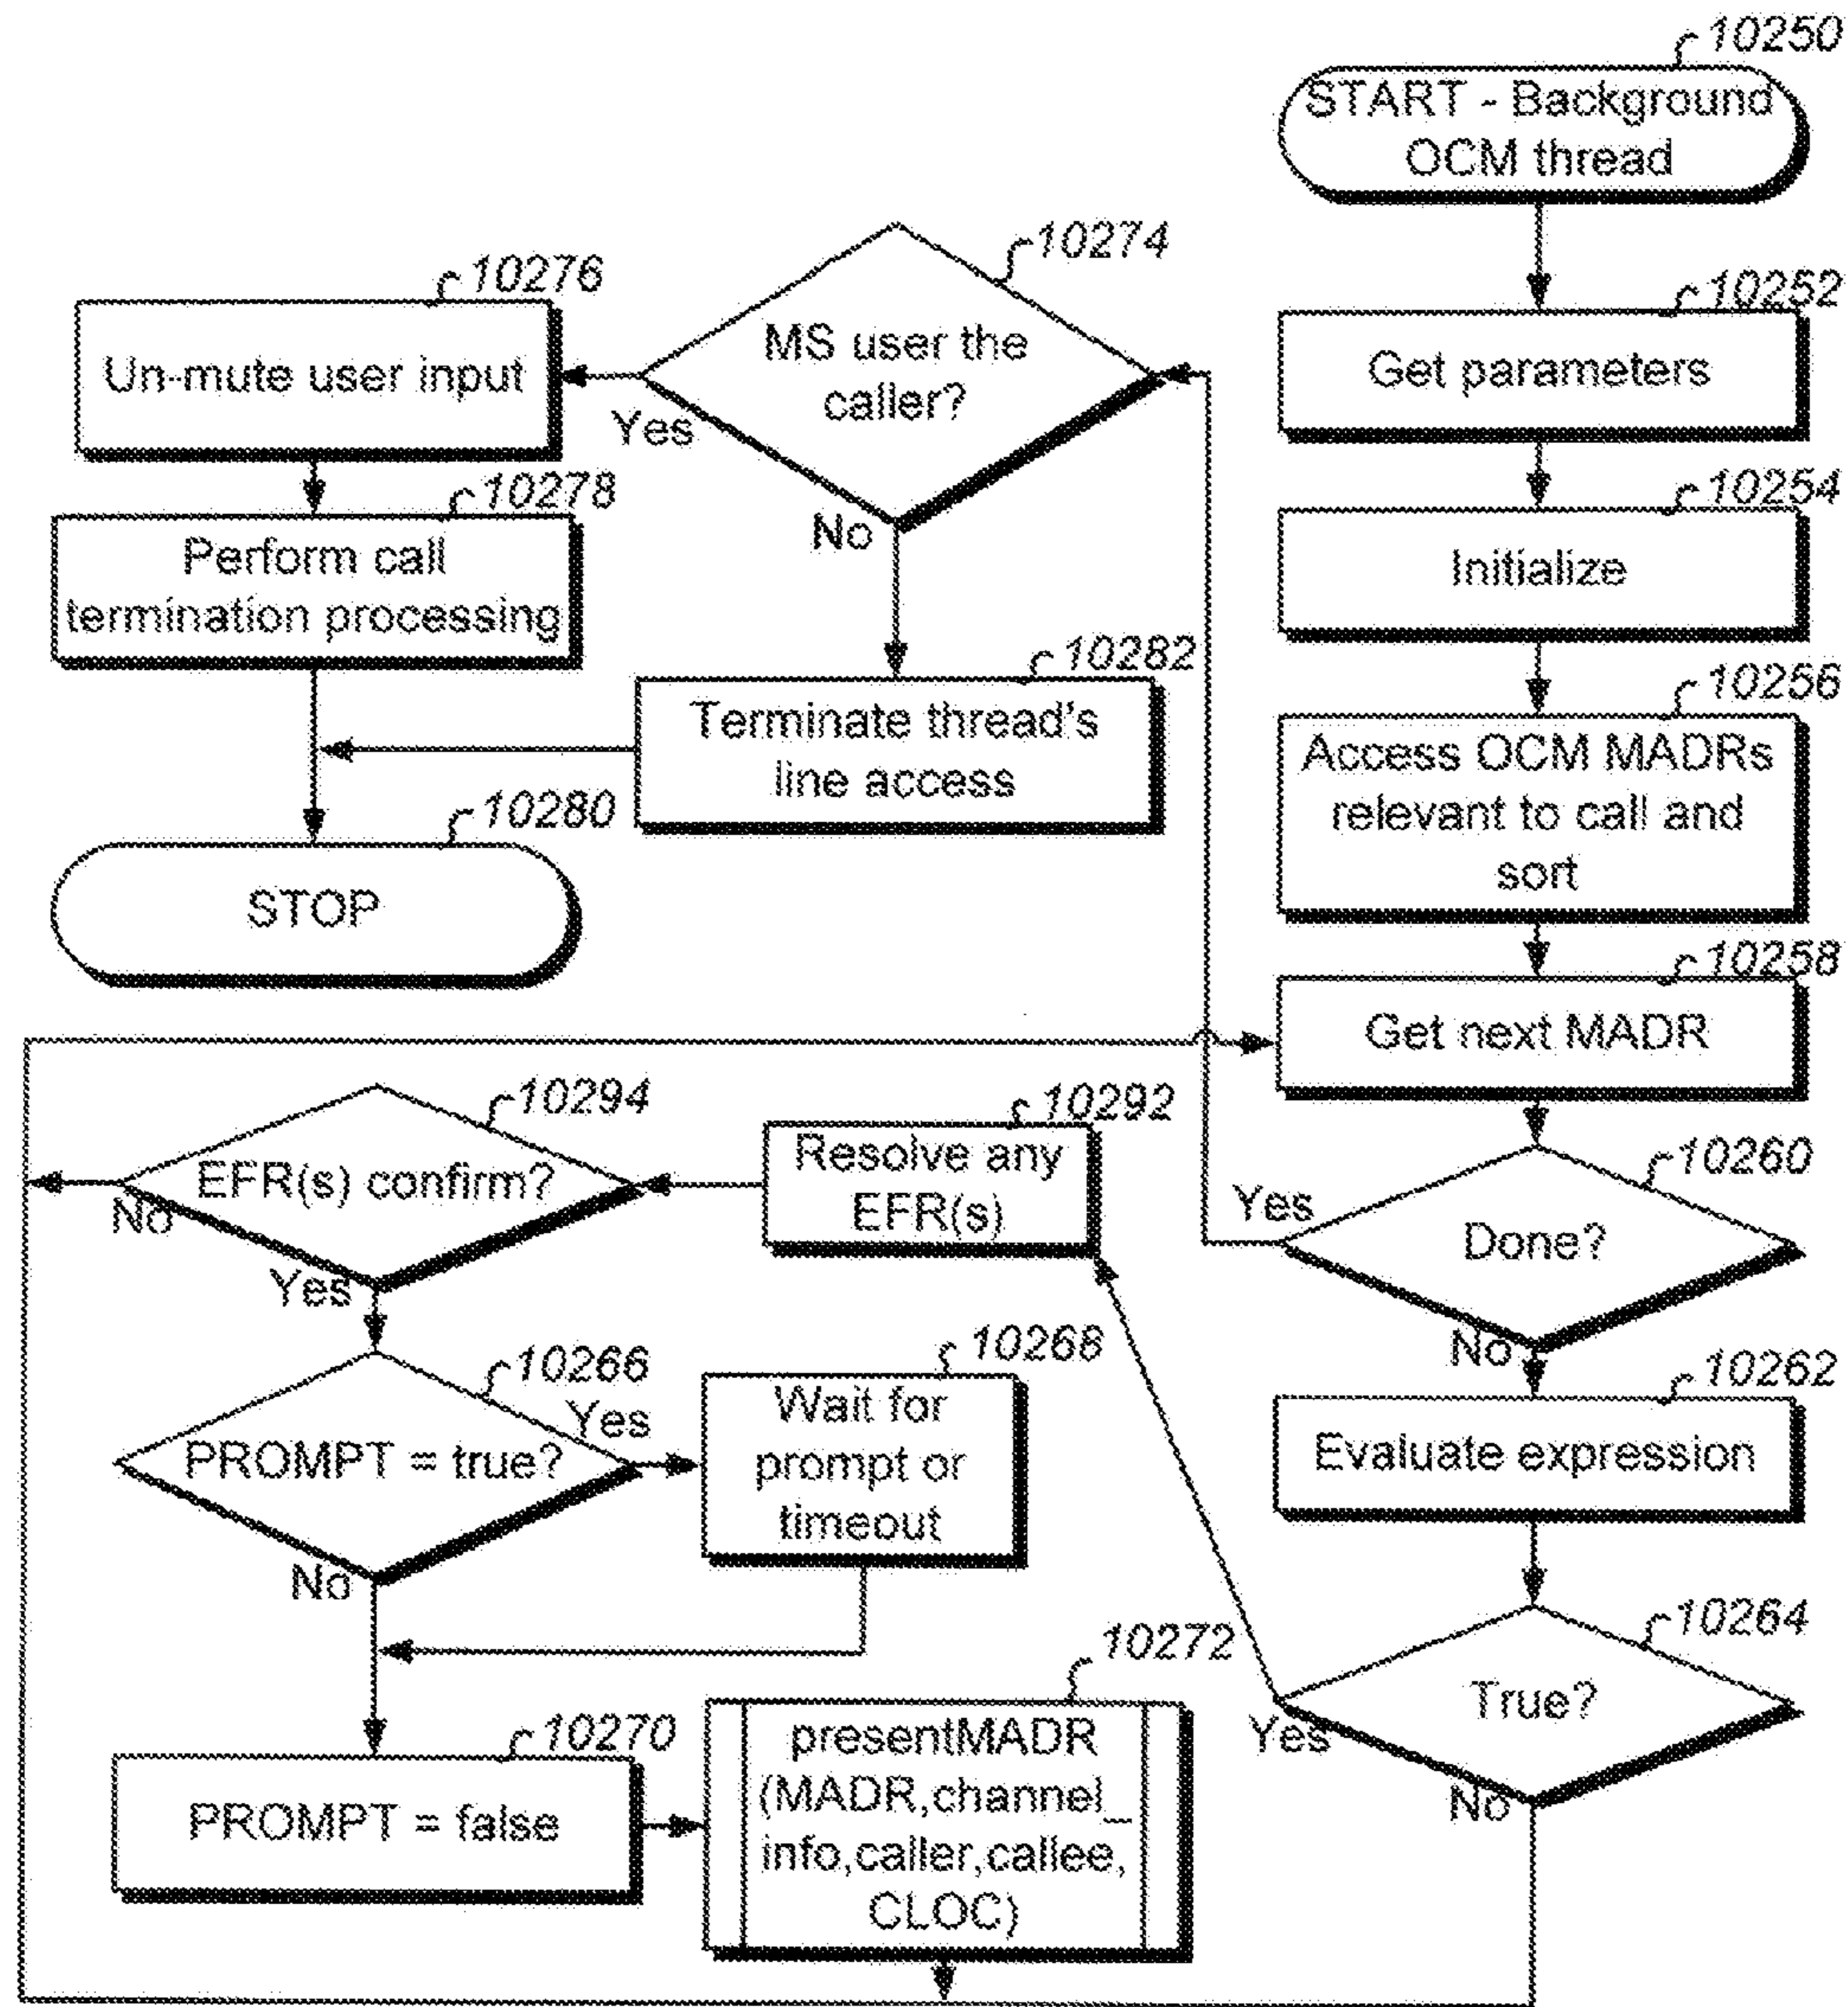 10250
START - Background
OCM thread
10252
Get parameters
10254
Initialize
10256
Access OCM MADRs
relevant to call and
sort
10258
Get next MADR
10260
Done?
Yes
No
10262
Evaluate expression
10264
True?
Yes
No
10274
MS user the
caller?
Yes
No
10276
Un-mute user input
10278
Perform call
termination processing
10282
Terminate thread's
line access
10280
STOP
10292
Resolve any
EFR(s)
10294
EFR(s) confirm?
No
Yes
10266
PROMPT = true?
Yes
No
10268
Wait for
prompt or
timeout
10270
PROMPT = false
10272
presentMADR
(MADR,channel_
info,caller,callee,
CLOC)